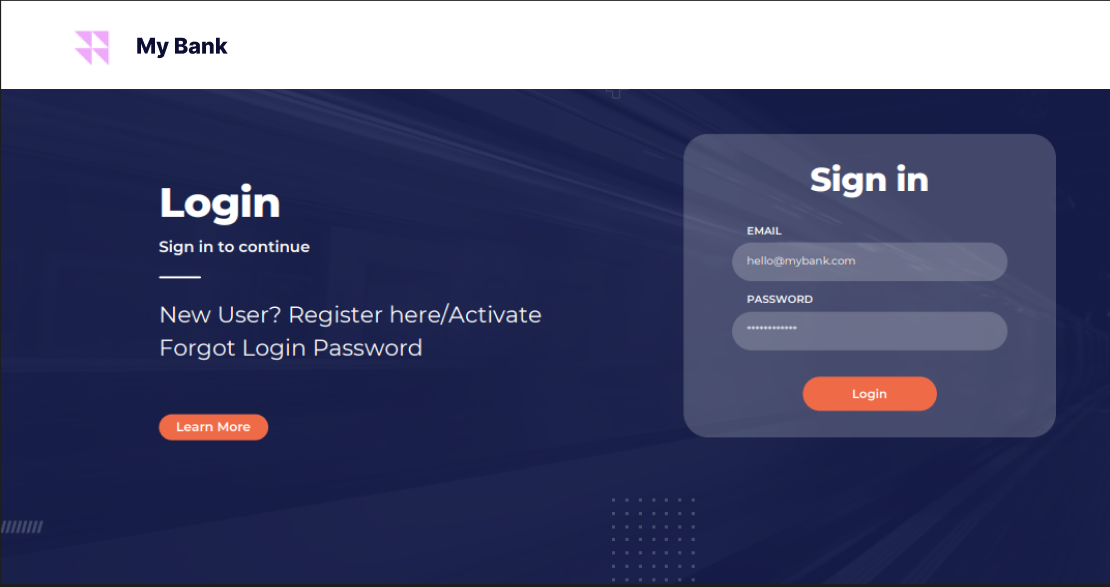 My Bank
Login
Sign in to continue
New User? Register here/Activate
Forgot Login Password
Learn More
Sign in
EMAIL
hello@mybank.com
PASSWORD
************
Login